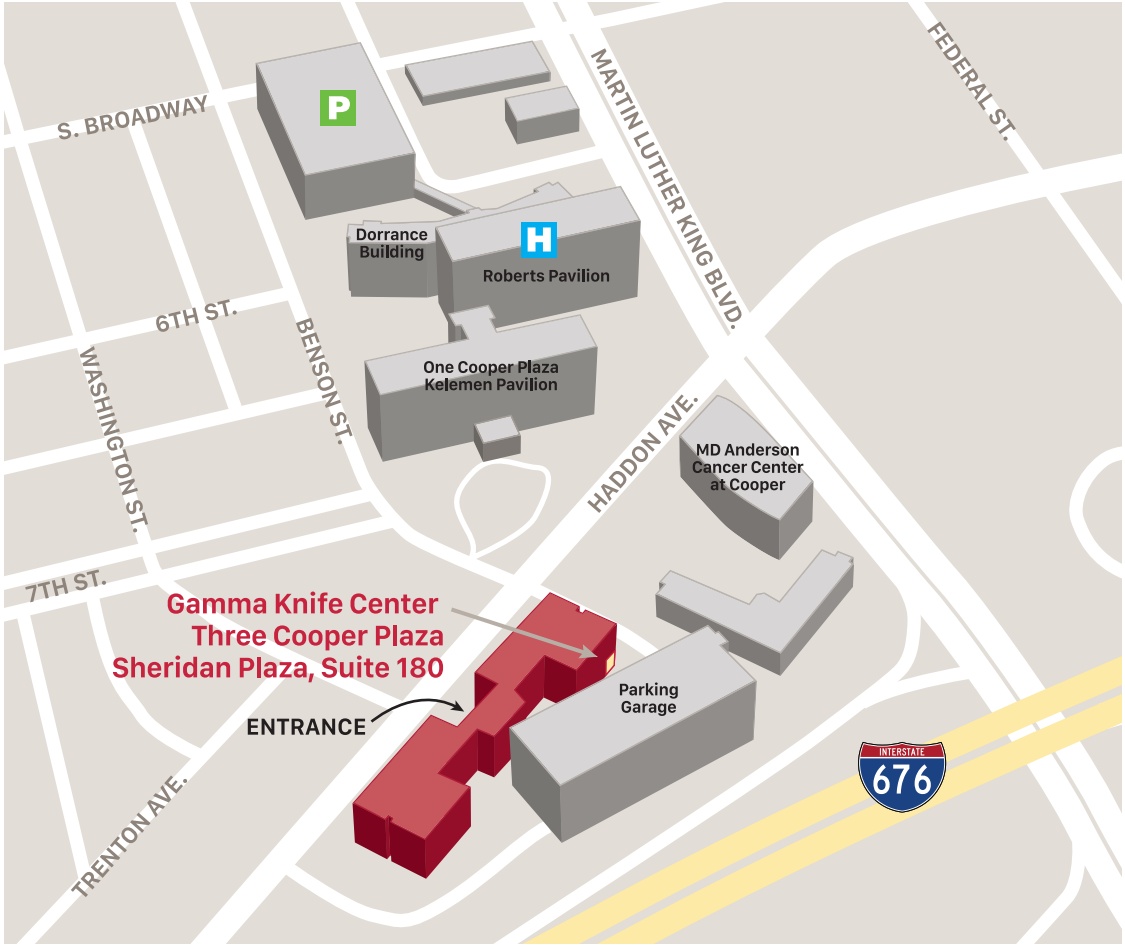 S. BROADWAY
P
MARTIN LUTHER KING BLVD.
FEDERAL ST.
Dorrance
Building
H
Roberts Pavilion
6TH ST.
BENSON ST.
WASHINGTON ST.
One Cooper Plaza
Kelemen Pavilion
HADDON AVE.
MD Anderson
Cancer Center
at Cooper
7TH ST.
Gamma Knife Center
Three Cooper Plaza
Sheridan Plaza, Suite 180
ENTRANCE
Parking
Garage
INTERSTATE
676
TRENTON AVE.